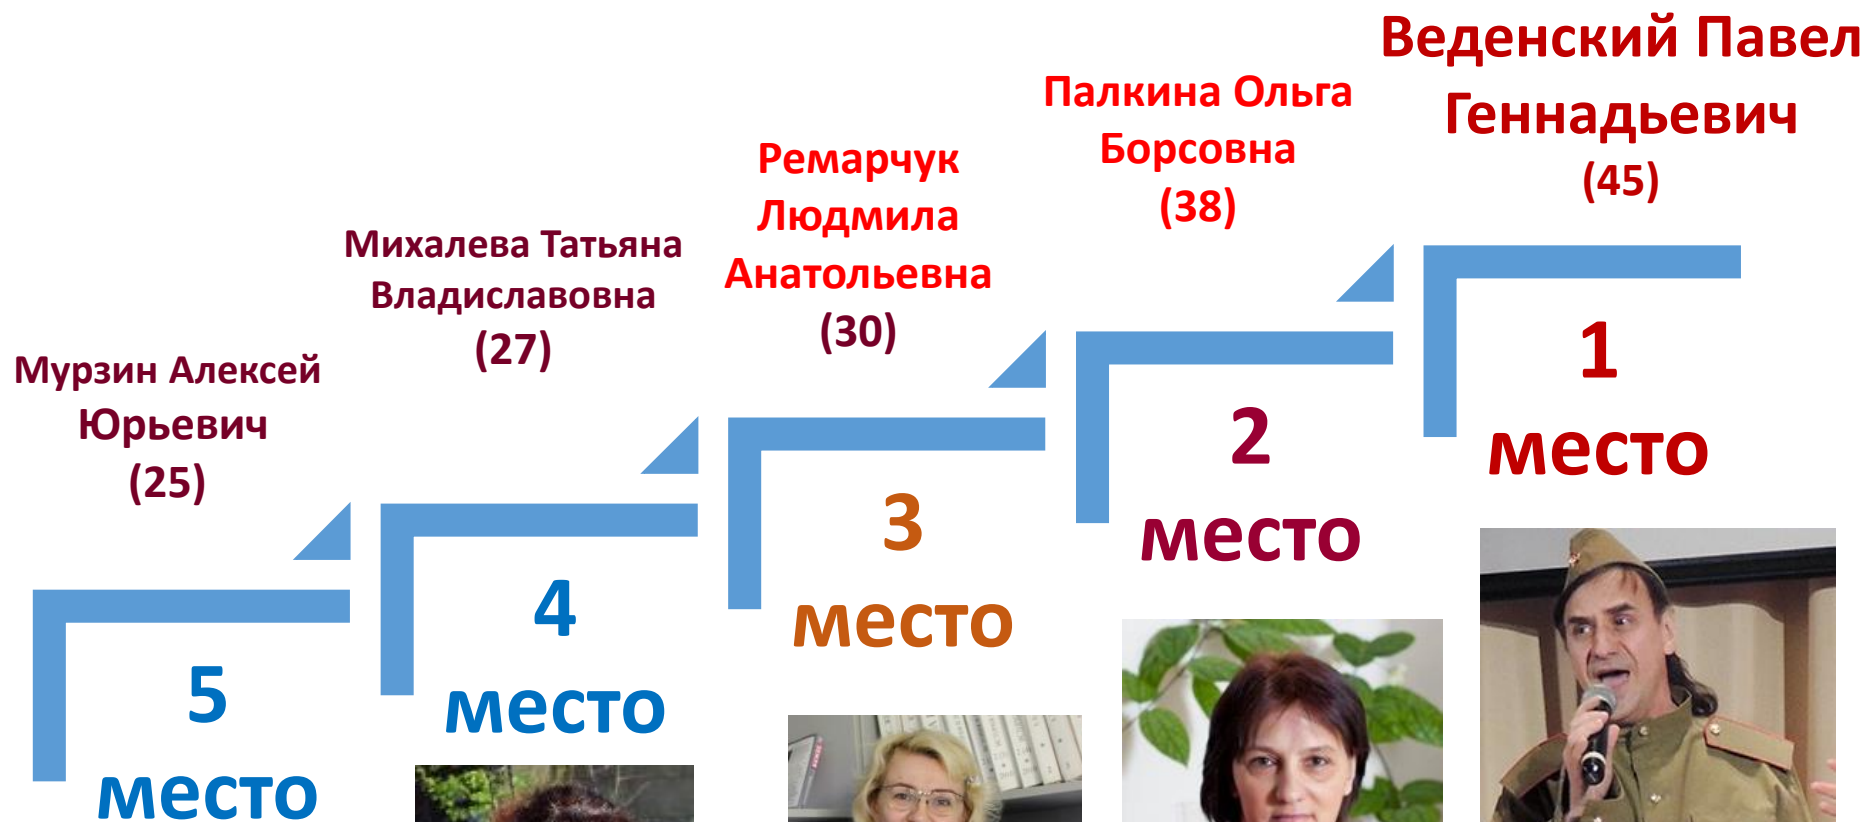 Веденский Павел
Геннадьевич
(45)
Палкина Ольга
Борсовна
(38)
Ремарчук
Людмила
Анатольевна
(30)
Михалева Татьяна
Владиславовна
(27)
Мурзин Алексей
Юрьевич
(25)
1
место
2
место
3
место
4
место
5
место